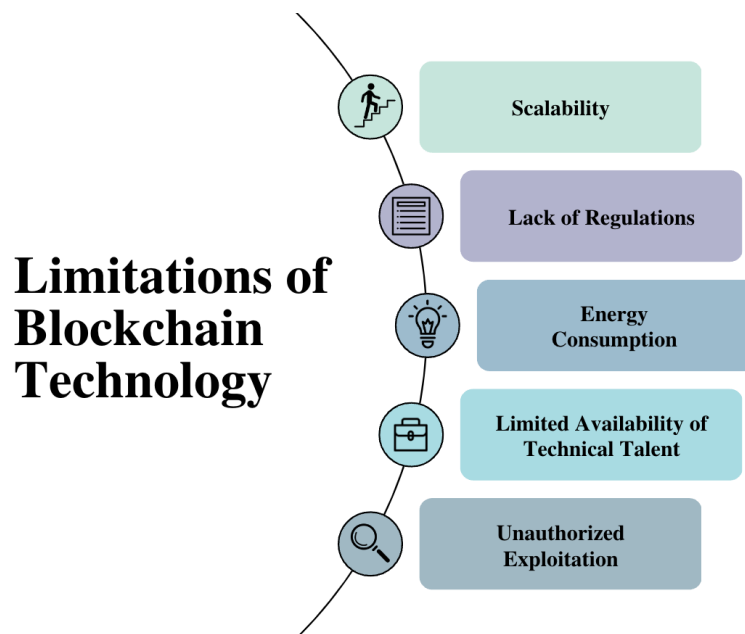 Limitations of
Blockchain
Technology
Scalability
Lack of Regulations
Energy
Consumption
Limited Availability of
Technical Talent
Unauthorized
Exploitation